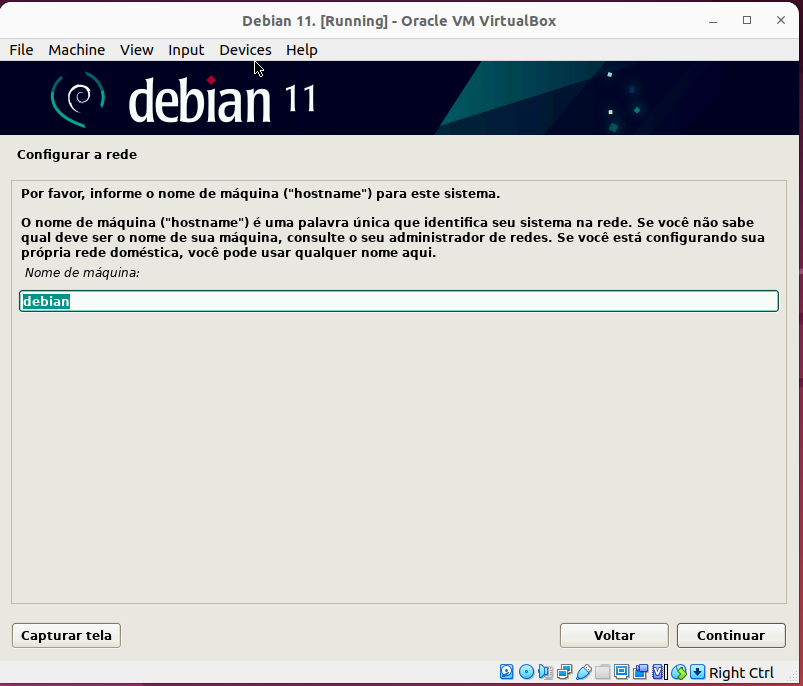 Debian 11. [Running] - Oracle VM VirtualBox
File Machine View Input Devices Help
debian 11
Configurar a rede
Por favor, informe o nome de máquina ("hostname") para este sistema.
O nome de máquina ("hostname") é uma palavra única que identifica seu sistema na rede. Se você não sabe
qual deve ser o nome de sua máquina, consulte o seu administrador de redes. Se você está configurando sua
própria rede doméstica, você pode usar qualquer nome aqui.
Nome de máquina:
debian
Capturar tela Voltar Continuar
Right Ctrl